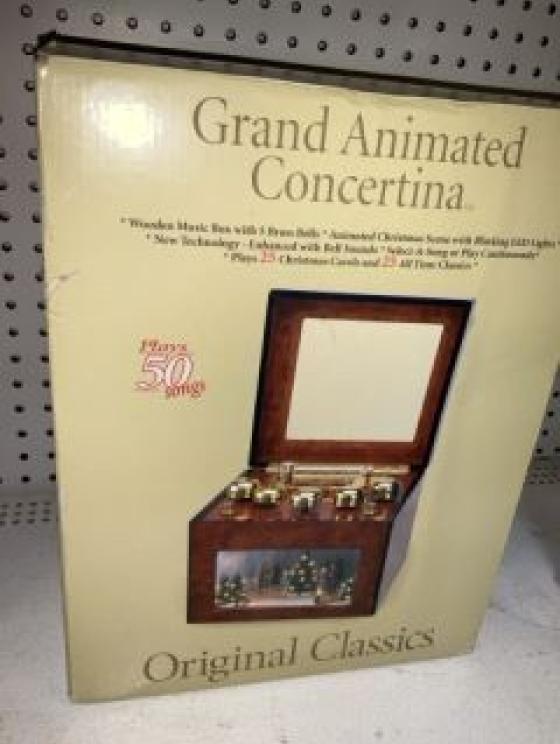 Grand Animated
Concertina
* Wooden Music Box with 5 Brass Bells * Animated Christmas Scene with Blinking LED Lights *
* New Technology - Enhanced with Bell Sounds * Select-A-Song or Play Continuously*
* Plays 25 Christmas Carols and 25 All Time Classics *
Plays
50
Songs
Original Classics